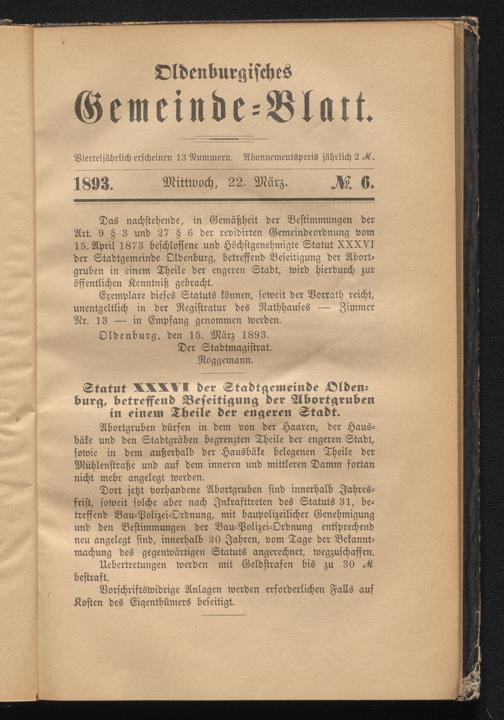 Oldenburgisches
Gemeinde-Blatt.
Vierteljährlich erscheinen 13 Nummern. Abonnementspreis jährlich 2 ℳ.
1893. Mittwoch, 22. März. № 6.
Das nachstehende, in Gemäßheit der Bestimmungen der
Art. 9 § 3 und 27 § 6 der revidirten Gemeindeordnung vom
15. April 1873 beschlossene und Höchstgenehmigte Statut XXXVI
der Stadtgemeinde Oldenburg, betreffend Beseitigung der Abort-
gruben in einem Theile der engeren Stadt, wird hierdurch zur
öffentlichen Kenntniß gebracht.
Exemplare dieses Statuts können, soweit der Vorrath reicht,
unentgeltlich in der Registratur des Rathhauses — Zimmer
Nr. 13 — in Empfang genommen werden.
Oldenburg, den 15. März 1893.
Der Stadtmagistrat.
Roggemann.
Statut XXXVI der Stadtgemeinde Olden-
burg, betreffend Beseitigung der Abortgruben
in einem Theile der engeren Stadt.
Abortgruben dürfen in dem von der Haaren, der Haus-
bäke und den Stadtgräben begrenzten Theile der engeren Stadt,
sowie in dem außerhalb der Hausbäke belegenen Theile der
Mühlenstraße und auf dem inneren und mittleren Damm fortan
nicht mehr angelegt werden.
Dort jetzt vorhandene Abortgruben sind innerhalb Jahres-
frist, soweit solche aber nach Inkrafttreten des Statuts 31, be-
treffend Bau-Polizei-Ordnung, mit baupolizeilicher Genehmigung
und den Bestimmungen der Bau-Polizei-Ordnung entsprechend
neu angelegt sind, innerhalb 20 Jahren, vom Tage der Bekannt-
machung des gegenwärtigen Statuts angerechnet, wegzuschaffen.
Uebertretungen werden mit Geldstrafen bis zu 30 ℳ
bestraft.
Vorschriftswidrige Anlagen werden erforderlichen Falls auf
Kosten des Eigenthümers beseitigt.